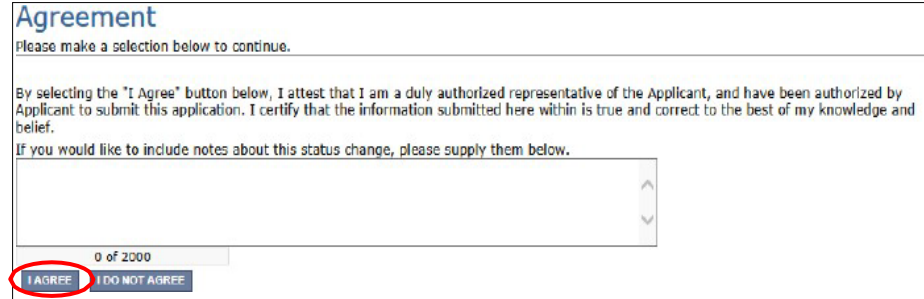 Agreement
Please make a selection below to continue.
By selecting the "I Agree" button below, I attest that I am a duly authorized representative of the Applicant, and have been authorized by
Applicant to submit this application. I certify that the information submitted here within is true and correct to the best of my knowledge and
belief.
If you would like to include notes about this status change, please supply them below.
0 of 2000
I AGREE I DO NOT AGREE